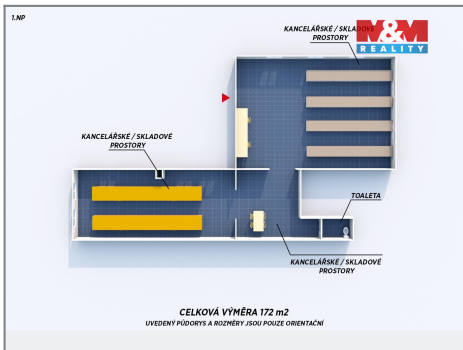 1.NP
KANCELÁŘSKÉ / SKLADOVÉ
PROSTORY
M&M
REALITY
KANCELÁŘSKÉ / SKLADOVÉ
PROSTORY
TOALETA
KANCELÁŘSKÉ / SKLADOVÉ
PROSTORY
CELKOVÁ VÝMĚRA 172 m2
UVEDENÝ PŮDORYS A ROZMĚRY JSOU POUZE ORIENTAČNÍ